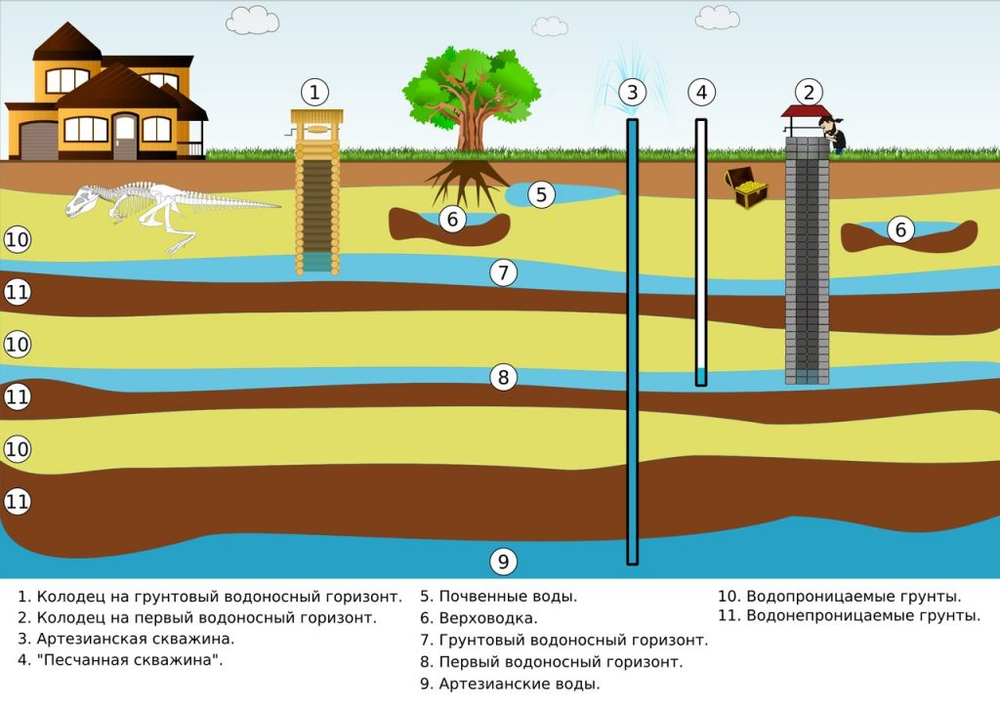 1
3
4
2
5
6
6
10
7
11
10
8
11
10
11
9
1. Колодец на грунтовый водоносный горизонт.
2. Колодец на первый водоносный горизонт.
3. Артезианская скважина.
4. "Песчанная скважина".
5. Почвенные воды.
6. Верховодка.
7. Грунтовый водоносный горизонт.
8. Первый водоносный горизонт.
9. Артезианские воды.
10. Водопроницаемые грунты.
11. Водонепроницаемые грунты.